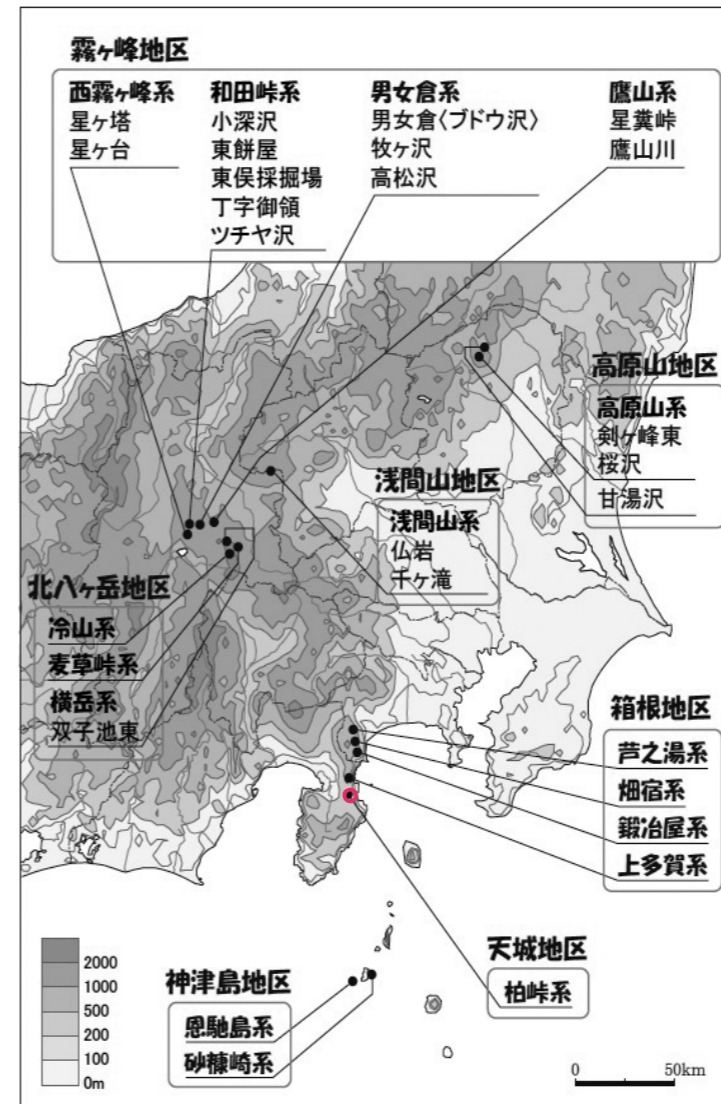 霧ヶ峰地区
西霧ヶ峰系
星ヶ塔
星ヶ台
和田峠系
小深沢
東餅屋
東俣採掘場
丁字御領
ツチヤ沢
男女倉系
男女倉〈ブドウ沢〉
牧ヶ沢
高松沢
鷹山系
星糞峠
鷹山川
高原山地区
高原山系
剣ヶ峰東
桜沢
甘湯沢
浅間山地区
浅間山系
仏岩
千ヶ滝
北八ヶ岳地区
冷山系
麦草峠系
横岳系
双子池東
箱根地区
芦之湯系
畑宿系
鍛冶屋系
上多賀系
天城地区
柏峠系
神津島地区
恩馳島系
砂糠崎系
2000
1000
500
200
100
0m
0 50km